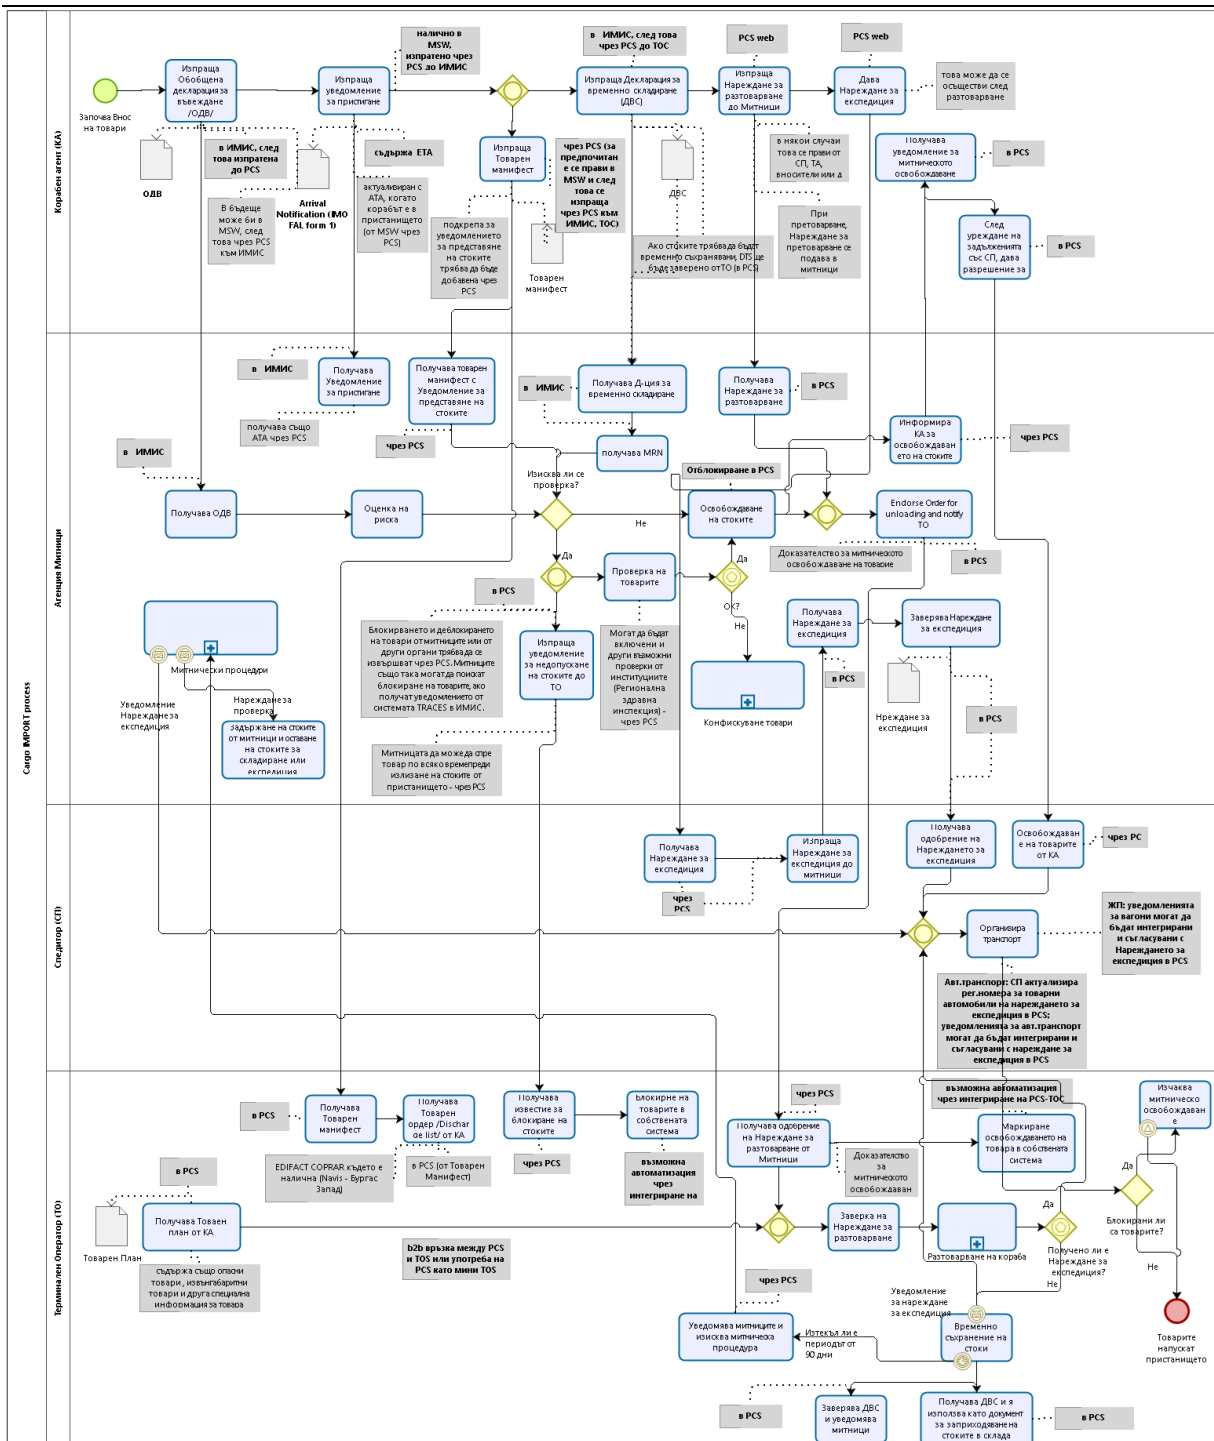 Cargo IMPORT process
Корабен агент (КА)
Започва Внос
на товари
Изпраща
Обобщена
декларация за
въвеждане
/ОДВ/
ОДВ
в ИМИС, след
това изпратена
до PCS
В бъдеще
може би в
MSW, след
това чрез PCS
към ИМИС
Изпраща
уведомление
за пристигане
налично в
MSW,
изпратено чрез
PCS до ИМИС
Arrival
Notification (IMO
FAL form 1)
съдържа ETA
актуализиран с
АТА, когато
корабът е в
пристанището
(от MSW чрез
PCS)
Изпраща
Товарен
манифест
чрез PCS (за
предпочитан
е се прави в
MSW и след
това се
изпраща
чрез PCS към
ИМИС, ТОС)
подкрепа за
уведомлението
за представяне
на стоките
трябва да бъде
добавена чрез
PCS
Товарен
манифест
в ИМИС, след това
чрез PCS до ТОС
Изпраща Декларация за
временно складиране
(ДВС)
ДВС
Ако стоките трябва да бъдат
временно съхранявани, DTS ще
бъде заверено от ТО (в PCS)
PCS web
Изпраща
Нареждане за
разтоварване
до Митници
в някои случаи
това се прави от
СП, ТА,
вносители или д
При
претоварване,
Нареждане за
претоварване се
подава в
митници
PCS web
Дава
Нареждане за
експедиция
това може да се
осъществи след
разтоварване
Получава
уведомление за
митническото
освобождаване
в PCS
След
уреждане на
задълженията
със СП, дава
разрешение за
в PCS
Агенция Митници
в ИМИС
Получава
Уведомление
за пристигане
получава също
АТА чрез PCS
Получава товарен
манифест с
Уведомление за
представяне на
стоките
чрез PCS
в ИМИС
Получава Д-ция за
временно складиране
получава MRN
Получава
Нареждане за
разтоварване
в PCS
Информира
КА за
освобождаван
ето на стоките
чрез PCS
в ИМИС
Получава ОДВ
Оценка на
риска
Изисква ли се
проверка?
Не
Да
Отблокирване в PCS
Освобождаване
на стоките
Endorse Order for
unloading and notify
TO
Доказателство за митническото
освобождаване на товарие
в PCS
Проверка на
товарите
Да
ОК?
Не
в PCS
Блокирването и деблокирането
на товари от митниците или от
други органи трябва да се
извършват чрез PCS. Митниците
също така могат да поискат
блокиране на товарите, ако
получат уведомлението от
системата TRACES в ИМИС.
Изпраща
уведомление
за недопускане
на стоките до
ТО
Могат да бъдат
включени и
други възможни
проверки от
институциите
(Регионална
здравна
инспекция) -
чрез PCS
Конфискуване товари
Получава
Нареждане за
експедиция
в PCS
Заверява Нареждане
за експедиция
Нреждане за
експедиция
в PCS
Митнически процедури
Уведомление
Нареждане за
експедиция
Нареждане за
проверка
Задържане на стоките
от митници и оставане
на стоките за
складиране или
експедиция
Митницата да може да спре
товар по всяко време преди
излизане на стоките от
пристанището - чрез PCS
Спедитор (СП)
Получава
Нареждане за
експедиция
чрез
PCS
Изпраща
Нареждане за
експедиция до
митници
Получава
одобрение на
Нареждането за
експедиция
Освобождаван
е на товарите
от КА
чрез PC
Организира
транспорт
ЖП: уведомленията
за вагони могат да
бъдат интегрирани
и съгласувани с
Нареждането за
експедиция в PCS
Авт.транспорт: СП актуализира
рег.номера за товарни
автомобили на нареждането за
експедиция в PCS;
уведомленията за авт.транспорт
могат да бъдат интегрирани и
съгласувани с нареждане за
експедиция в PCS
Терминален Оператор (ТО)
в PCS
Получава
Товарен
манифест
Получава
Товарен
ордер /Dischar
ge list/ от КА
EDIFACT COPRAR където е
налична (Navis - Бургас
Запад)
в PCS (от Товарен
Манифест)
Получава
известие за
блокиране на
стоките
чрез PCS
Блокирне на
товарите в
собствената
система
възможна
автоматизация
чрез
интегриране на
чрез PCS
Получава одобрение
на Нареждане за
разтоварване от
Митници
Доказателство
за
митническото
освобождаван
възможна автоматизация
чрез интегриране на PCS-TOC
Маркиране
освобождаването на
товара в собствената
система
Изчаква
митническо
освобождаван
е
в PCS
Товарен План
Получава Товаен
план от КА
съдържа също опасни
товари , извънгабаритни
товари и друга специална
информация за товара
b2b връзка между PCS
и TOS или употреба на
PCS като мини TOS
Заверка на
Нареждане за
разтоварване
Разтоварване на кораба
Да
Получено ли е
Нареждане за
експедиция?
Не
Да
Блокирани ли
са товарите?
Не
Товарите
напускат
пристанището
чрез PCS
Уведомява митниците и
изисква митническа
процедура
Изтекъл ли е
периодът от
90 дни
Уведомление
за нареждане
за експедиция
Временно
съхранение на
стоки
в PCS
Заверява ДВС
и уведомява
митници
Получава ДВС и я
използва като документ
за заприходяване на
стоките в склада
в PCS